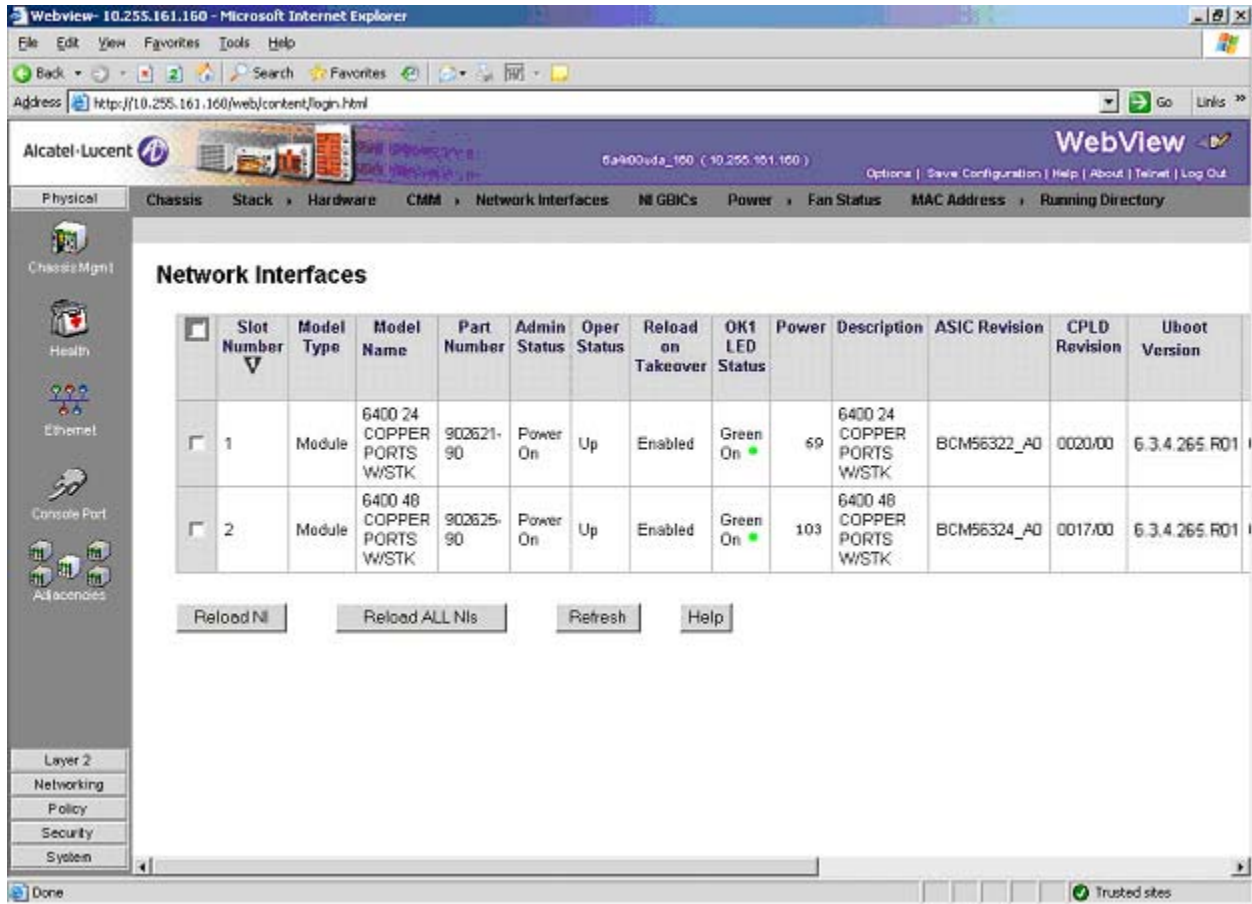 Webview- 10.255.161.160 - Microsoft Internet Explorer
File Edit View Favorites Tools Help
Back Search Favorites
Address http://10.255.161.160/web/content/login.html Go Links »
Alcatel-Lucent WebView
(10.255.161.160)
Options | Save Configuration | Help | About | Telnet | Log Out
Physical Chassis Stack Hardware CMM Network Interfaces NI GBICs Power Fan Status MAC Address Running Directory
Chassis Mgmt
Health
Ethernet
Console Port
Adjacencies
Network Interfaces
Slot Model Model Part Admin Oper Reload OK1 Power Description ASIC Revision CPLD Uboot
Number Type Name Number Status Status on LED Revision Version
Takeover Status
6400 24 6400 24
COPPER 902621- Power Green COPPER
1 Module PORTS 90 On Up Enabled On 69 PORTS BCM56322_A0 0020/00 6.3.4.265.R01
W/STK W/STK
6400 48 6400 48
COPPER 902625- Power Green COPPER
2 Module PORTS 90 On Up Enabled On 103 PORTS BCM56324_A0 0017/00 6.3.4.265.R01
W/STK W/STK
Reload NI Reload ALL NIs Refresh Help
Layer 2
Networking
Policy
Security
System
Done Trusted sites